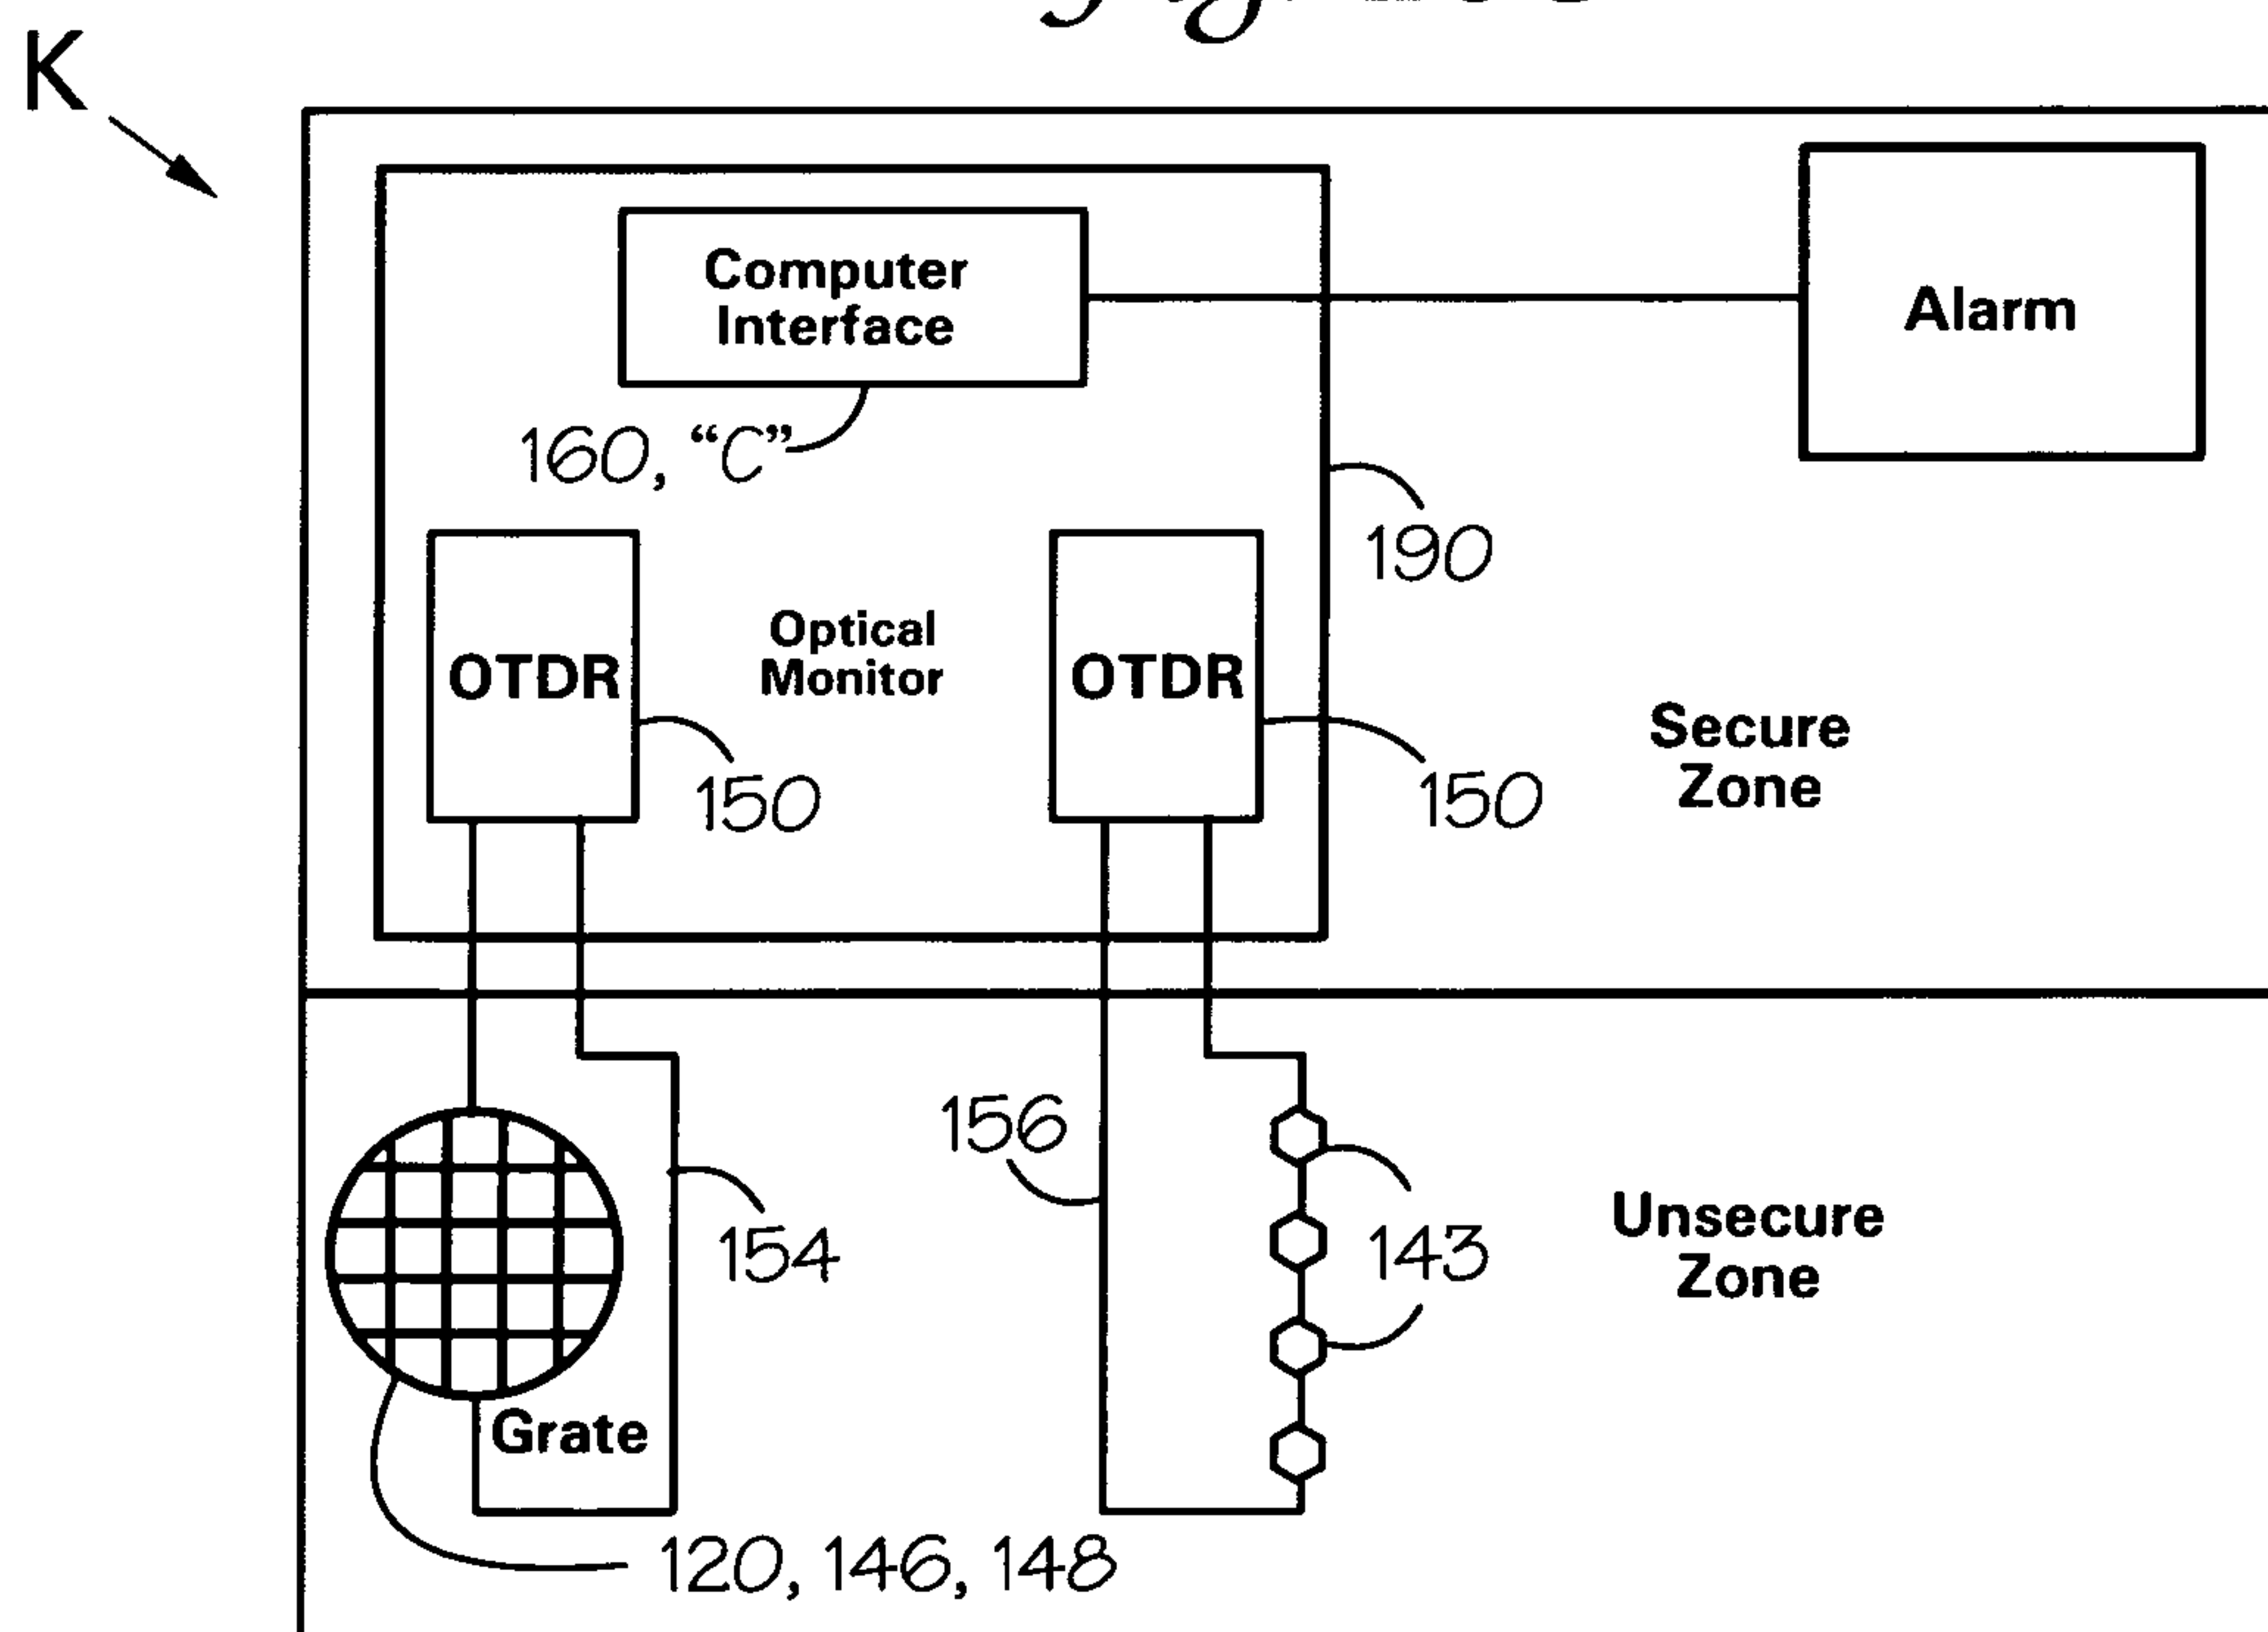 K
Computer
Interface
Alarm
160, “C”
190
OTDR
Optical
Monitor
OTDR
150
150
Secure
Zone
156
154
143
Unsecure
Zone
Grate
120, 146, 148